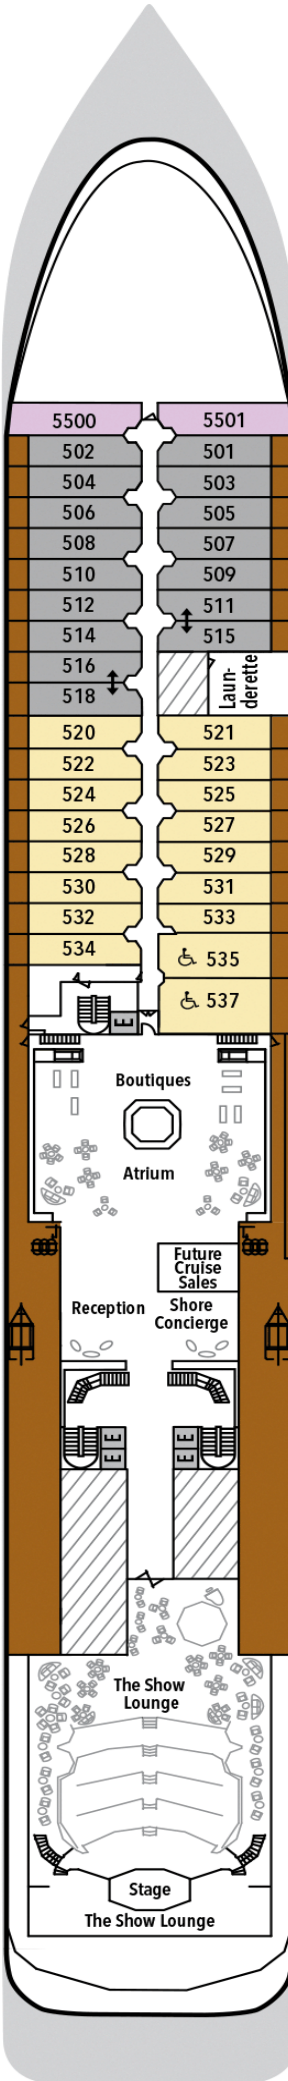 5500 5501
502 501
504 503
506 505
508 507
510 509
512 511
514 515
516
518
Laun-
derette
520 521
522 523
524 525
526 527
528 529
530 531
532 533
534 535
537
E
Boutiques
Atrium
Future
Cruise
Sales
Reception
Shore
Concierge
E E
E E
The Show
Lounge
Stage
The Show Lounge